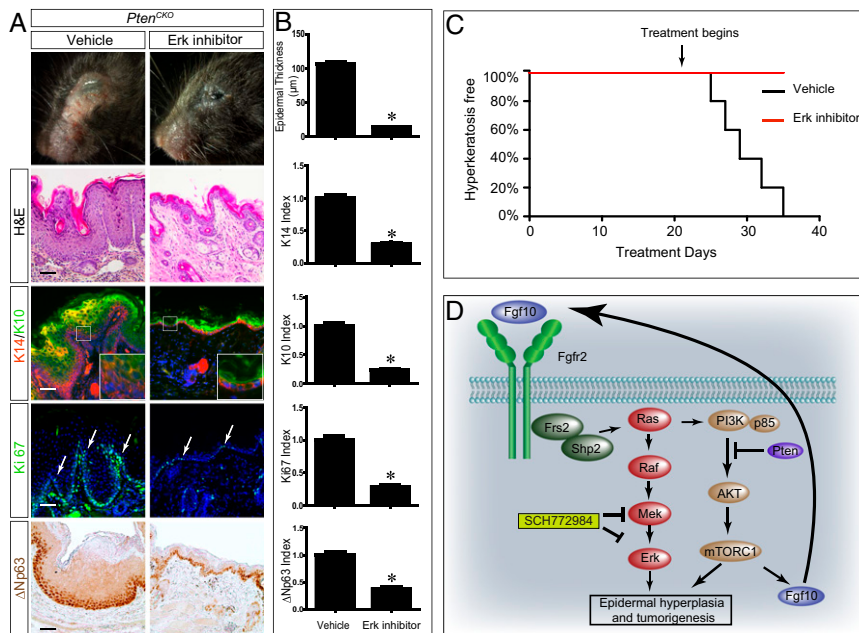 A
Pten^CKO
Vehicle
Erk inhibitor
H&E
K14/K10
Ki 67
ΔNp63
B
Epidermal Thickness
(µm)
150
100
50
0
*
K14 Index
1.5
1.0
0.5
0.0
*
K10 Index
1.5
1.0
0.5
0.0
*
Ki67 Index
1.5
1.0
0.5
0.0
*
ΔNp63 Index
1.5
1.0
0.5
0.0
*
Vehicle
Erk inhibitor
C
Treatment begins
Hyperkeratosis free
100%
80%
60%
40%
20%
0%
0
10
20
30
40
Treatment Days
Vehicle
Erk inhibitor
D
Fgf10
Fgfr2
Frs2
Shp2
Ras
PI3K
p85
Raf
Pten
SCH772984
Mek
AKT
Erk
mTORC1
Fgf10
Epidermal hyperplasia
and tumorigenesis